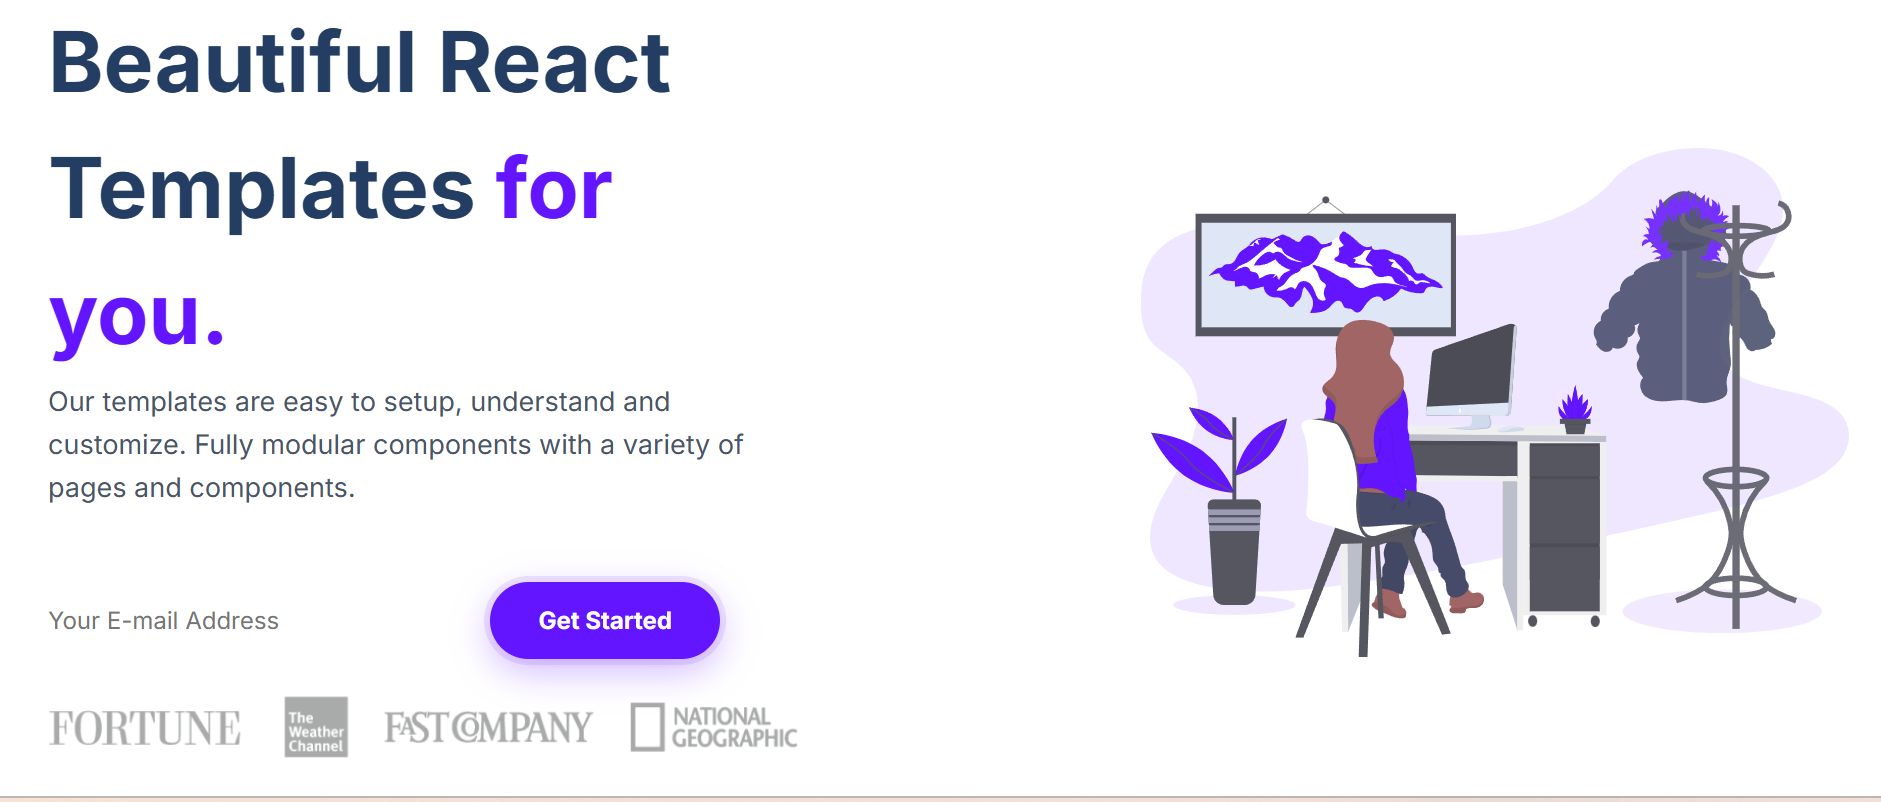 Beautiful React
Templates for
you.
Our templates are easy to setup, understand and
customize. Fully modular components with a variety of
pages and components.
Your E-mail Address
Get Started
FORTUNE
The
Weather
Channel
FAST COMPANY
NATIONAL
GEOGRAPHIC